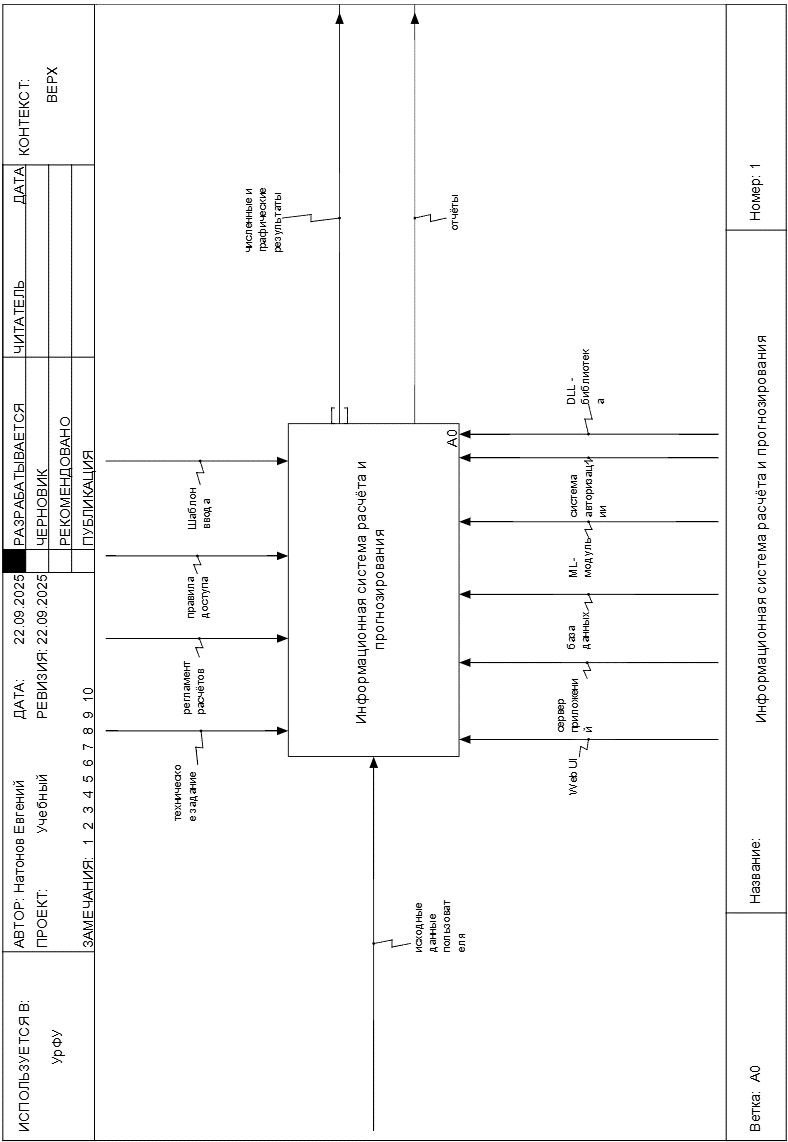 ИСПОЛЬЗУЕТСЯ В:
УрФУ
АВТОР: Натонов Евгений
ДАТА: 22.09.2025
ПРОЕКТ: Учебный
РЕВИЗИЯ: 22.09.2025
ЗАМЕЧАНИЯ: 1 2 3 4 5 6 7 8 9 10
РАЗРАБАТЫВАЕТСЯ
ЧЕРНОВИК
РЕКОМЕНДОВАНО
ПУБЛИКАЦИЯ
ЧИТАТЕЛЬ
ДАТА
КОНТЕКСТ:
ВЕРХ
техническо
е задание
регламент
расчётов
правила
доступа
Шаблон
ввода
исходные
данные
пользоват
еля
Информационная система расчёта и
прогнозирования
A0
численные и
графические
результаты
отчёты
Web UI
сервер
приложени
й
база
данных
ML-
модуль
система
авторизац
ии
DLL -
библиотек
а
Ветка: A0
Название:
Информационная система расчёта и прогнозирования
Номер: 1